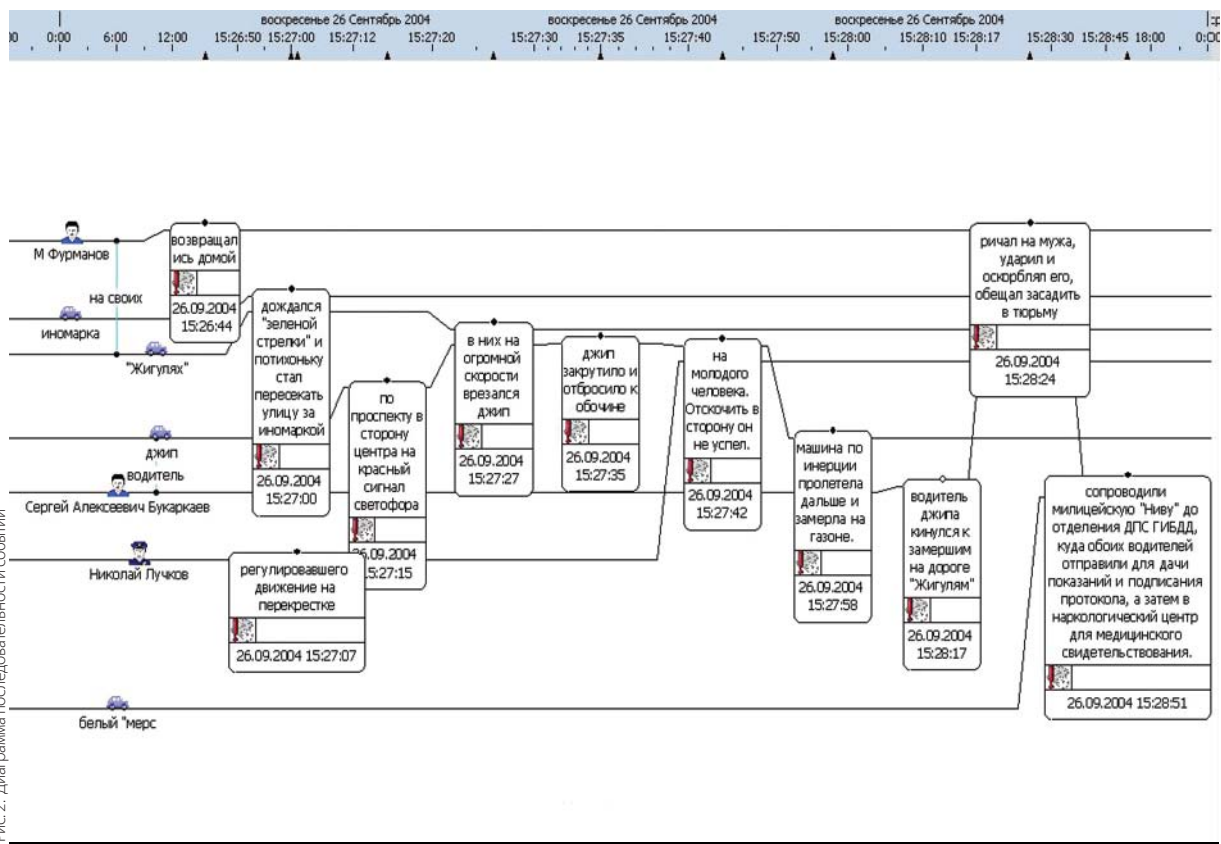 воскресенье 26 Сентябрь 2004 воскресенье 26 Сентябрь 2004 воскресенье 26 Сентябрь 2004
0:00 6:00 12:00 15:26:50 15:27:00 15:27:12 15:27:20 15:27:30 15:27:35 15:27:40 15:27:50 15:28:00 15:28:10 15:28:17 15:28:30 15:28:45 18:00 0:00
М Фурманов
на своих
иномарка
"Жигулях"
джип
водитель
Сергей Алексеевич Букаркаев
Николай Лучков
белый "мерс
возвращал
ись домой
26.09.2004
15:26:44
дождался
"зеленой
стрелки" и
потихоньку
стал
пересекать
улицу за
иномаркой
26.09.2004
15:27:00
регулировавшего
движение на
перекрестке
26.09.2004 15:27:07
по
проспекту в
сторону
центра на
красный
сигнал
светофора
26.09.2004
15:27:15
в них на
огромной
скорости
врезался
джип
26.09.2004
15:27:27
джип
закрутило и
отбросило к
обочине
26.09.2004
15:27:35
на
молодого
человека.
Отскочить в
сторону он
не успел.
26.09.2004
15:27:42
машина по
инерции
пролетела
дальше и
замерла на
газоне.
26.09.2004
15:27:58
водитель
джипа
кинулся к
замершим
на дороге
"Жигулям"
26.09.2004
15:28:17
ричал на мужа,
ударил и
оскорблял его,
обещал засадить
в тюрьму
26.09.2004
15:28:24
сопроводили
милицейскую "Ниву" до
отделения ДПС ГИБДД,
куда обоих водителей
отправили для дачи
показаний и подписания
протокола, а затем в
наркологический центр
для медицинского
свидетельствования.
26.09.2004 15:28:51
Рис. 2. Диаграмма последовательности событий